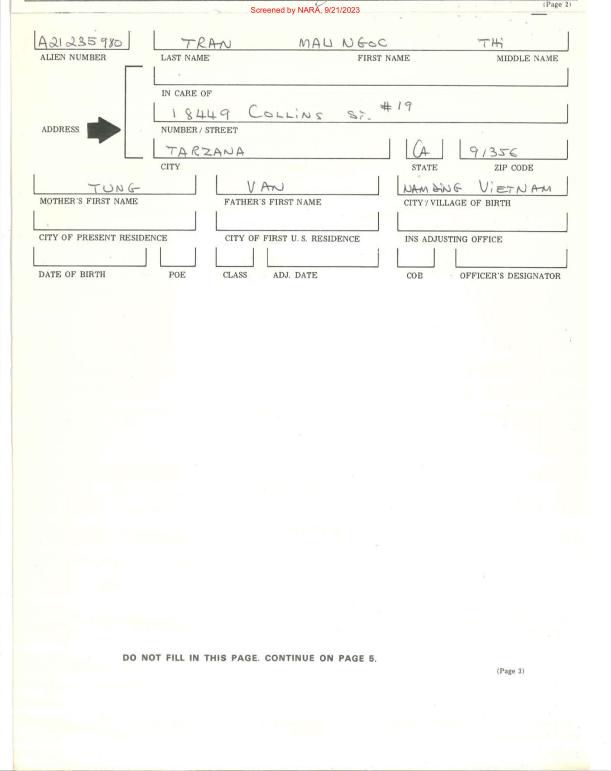 (Page 2)
Screened by NARA, 9/21/2023
A21 235 980 TRAN MAU NGOC THI
ALIEN NUMBER LAST NAME FIRST NAME MIDDLE NAME
IN CARE OF
18449 COLLINS ST. #19
ADDRESS NUMBER / STREET
TARZANA CA 91356
CITY STATE ZIP CODE
TUNG VAN NAM DING VIETNAM
MOTHER'S FIRST NAME FATHER'S FIRST NAME CITY / VILLAGE OF BIRTH
CITY OF PRESENT RESIDENCE CITY OF FIRST U. S. RESIDENCE INS ADJUSTING OFFICE
DATE OF BIRTH POE CLASS ADJ. DATE COB OFFICER'S DESIGNATOR
DO NOT FILL IN THIS PAGE. CONTINUE ON PAGE 5.
(Page 3)